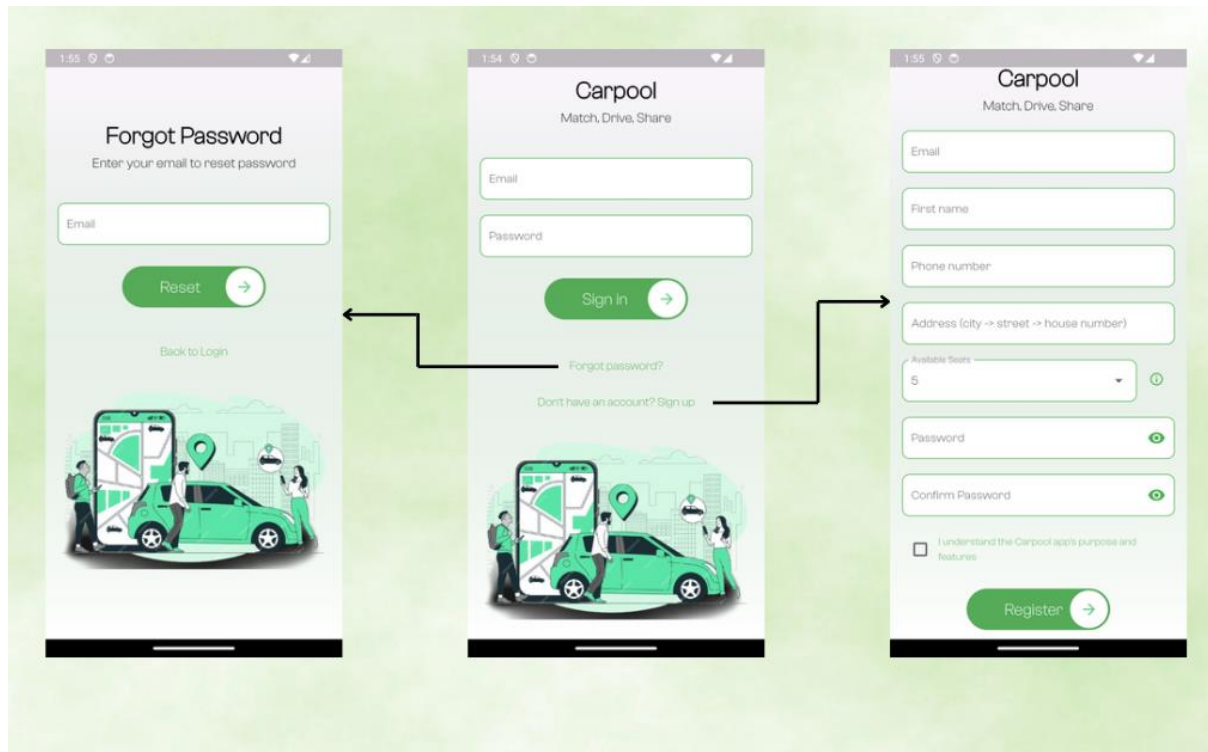 1:55
Forgot Password
Enter your email to reset password
Email
Reset
Back to Login
1:54
Carpool
Match, Drive, Share
Email
Password
Sign in
Forgot password?
Don't have an account? Sign up
1:55
Carpool
Match, Drive, Share
Email
First name
Phone number
Address (city -> street -> house number)
Available Seats
5
Password
Confirm Password
I understand the Carpool app's purpose and
features
Register